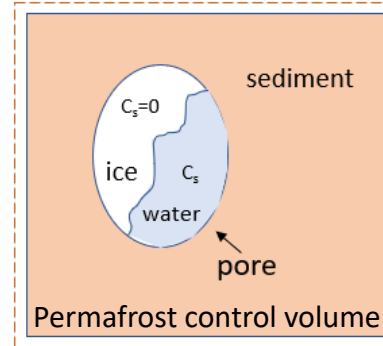 sediment
Cₛ=0
ice
Cₛ
water
pore
Permafrost control volume